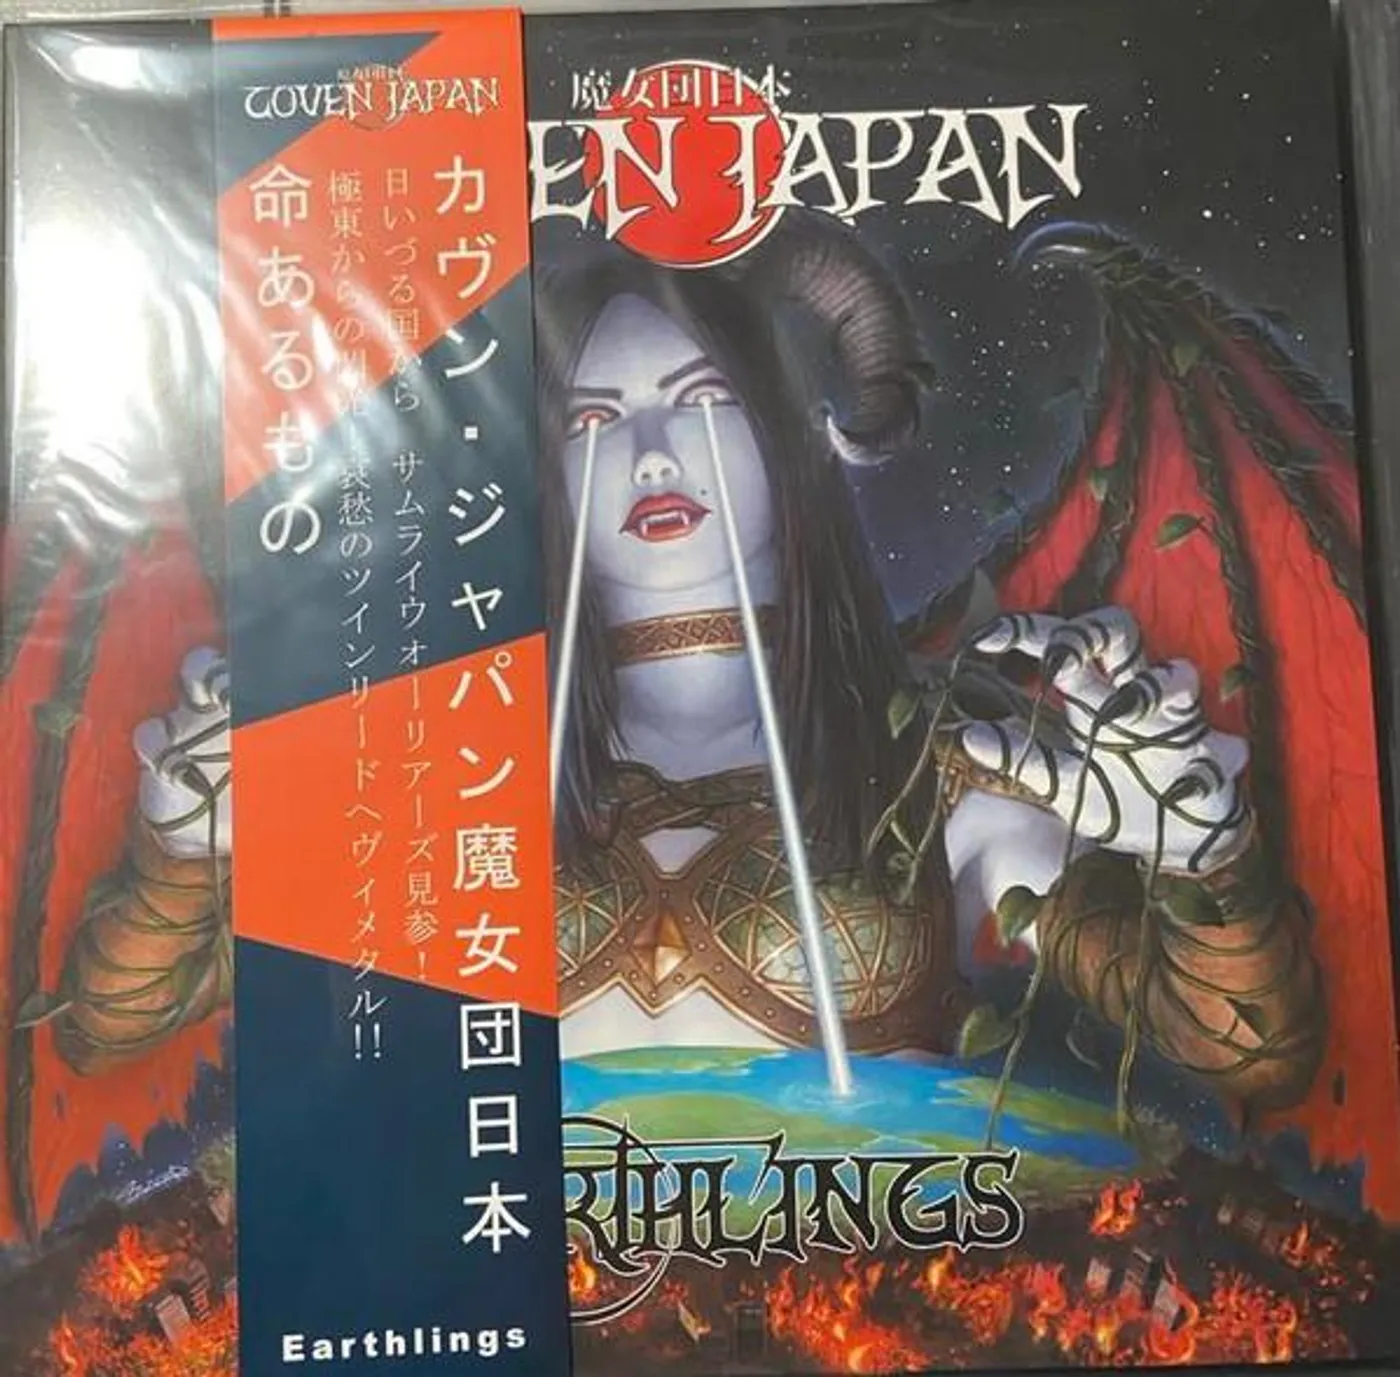 COVEN JAPAN
カヴン・ジャパン魔女団日本
日いづる国から サムライウォーリアーズ見参!
極東からの 哀愁のツインリードヘヴィメタル!!
命あるもの
Earthlings
魔女団日本
EN JAPAN
RTHLINGS